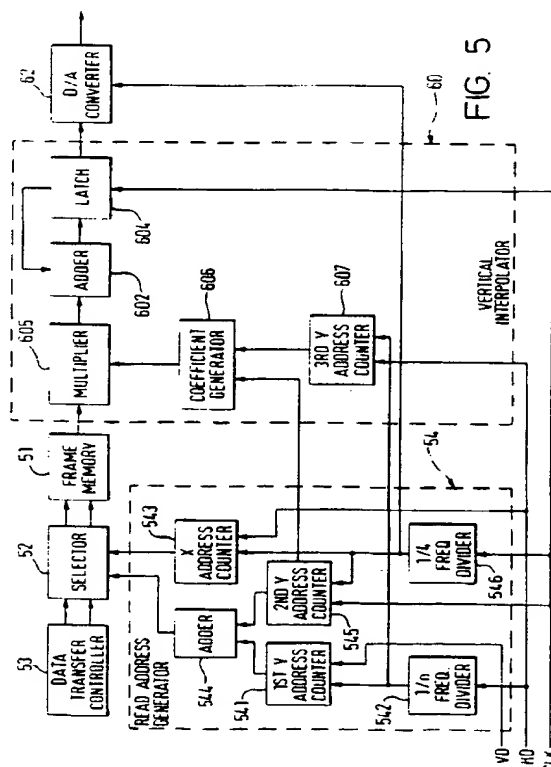 53
DATA
TRANSFER
CONTROLLER
52
SELECTOR
51
FRAME
MEMORY
605
MULTIPLIER
ADDER
602
LATCH
604
62
D/A
CONVERTER
606
COEFFICIENT
GENERATOR
607
3RD Y
ADDRESS
COUNTER
VERTICAL
INTERPOLATOR
60
READ ADDRESS
GENERATOR
54
ADDER
544
543
X
ADDRESS
COUNTER
541
1ST Y
ADDRESS
COUNTER
2ND Y
ADDRESS
COUNTER
545
542
1/n
FREQ.
DIVIDER
1/4
FREQ
DIVIDER
546
VD
HD
FIG. 5